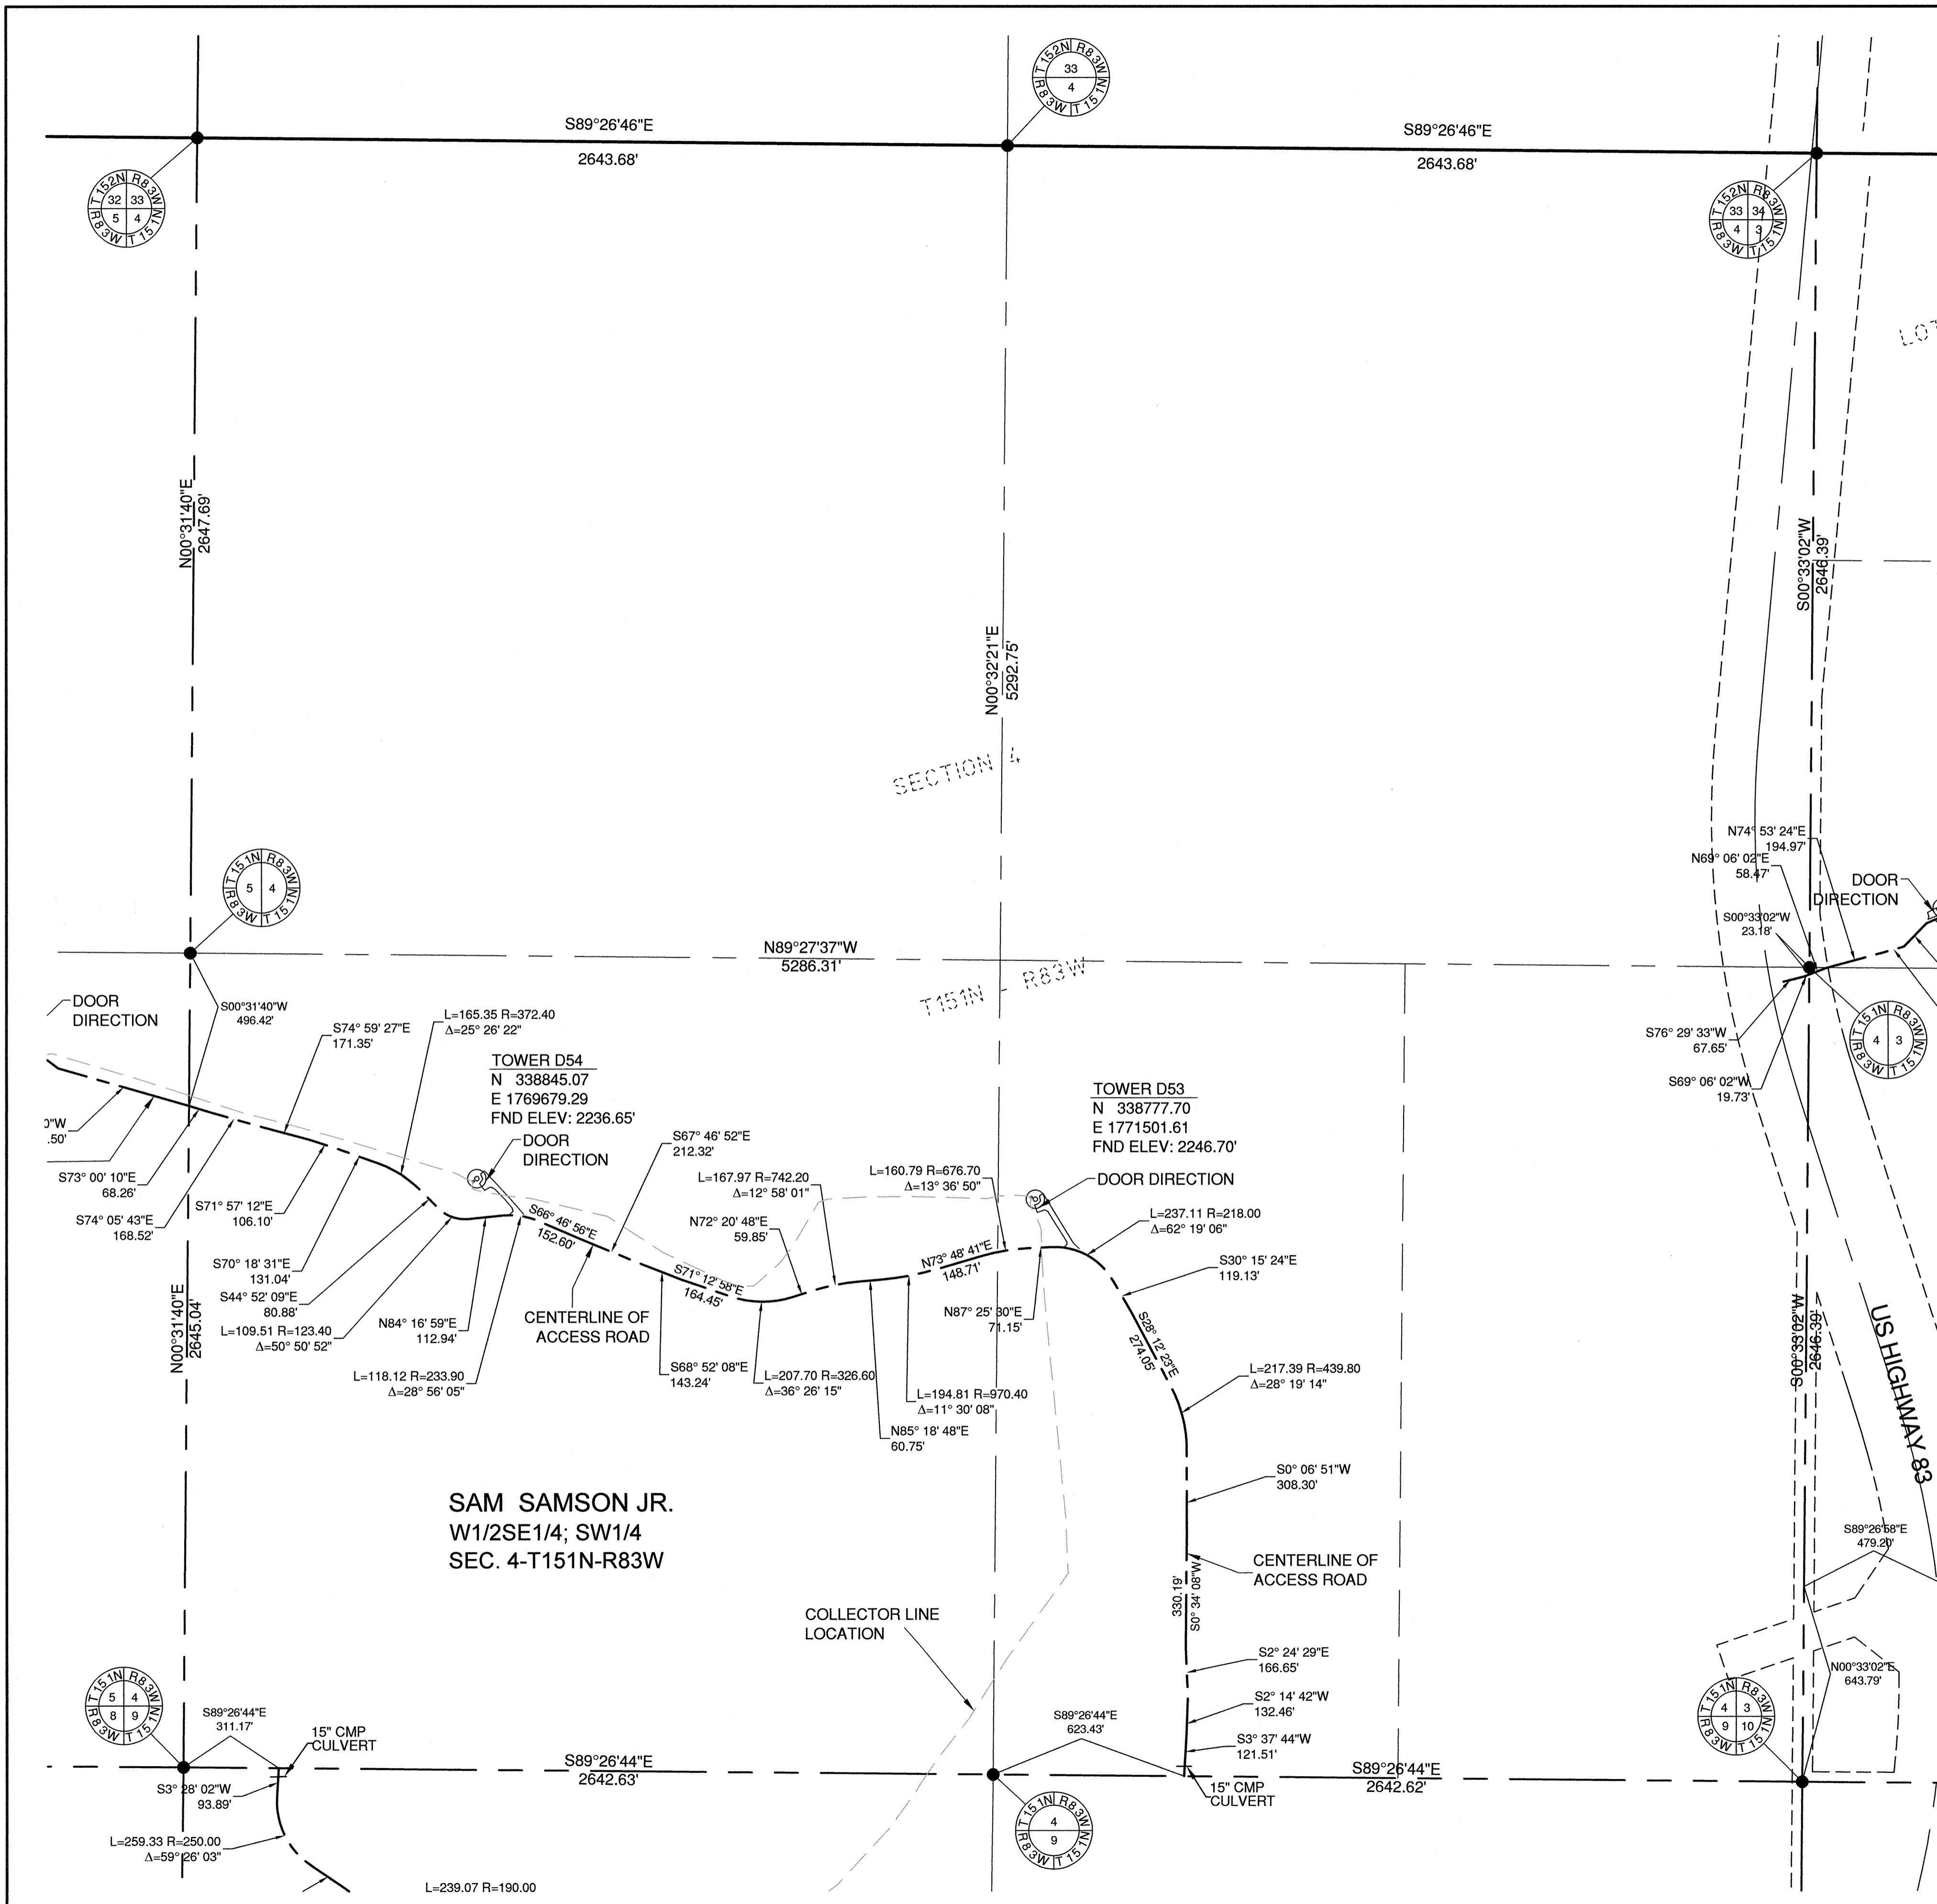 T 152N R83W
33
4
R83W T 151N
S89°26'46"E
2643.68'
S89°26'46"E
2643.68'
T 152N R83W
32 33
5 4
R83W T 151N
T 152N R83W
33 34
4 3
R83W T 151N
N00°31'40"E
2647.69'
S00°33'02"W
2646.39'
N00°32'21"E
5292.75'
SECTION 4
T151N - R83W
N74° 53' 24"E
194.97'
N69° 06' 02"E
58.47'
DOOR
DIRECTION
S00°33'02"W
23.18'
T 151N R83W
5 4
R83W T 151N
N89°27'37"W
5286.31'
DOOR
DIRECTION
S00°31'40"W
496.42'
S74° 59' 27"E
171.35'
L=165.35 R=372.40
Δ=25° 26' 22"
TOWER D54
N 338845.07
E 1769679.29
FND ELEV: 2236.65'
DOOR
DIRECTION
TOWER D53
N 338777.70
E 1771501.61
FND ELEV: 2246.70'
DOOR DIRECTION
S76° 29' 33"W
67.65'
S69° 06' 02"W
19.73'
T 151N R83W
4 3
R83W T 151N
0"W
.50'
S73° 00' 10"E
68.26'
S74° 05' 43"E
168.52'
S71° 57' 12"E
106.10'
S70° 18' 31"E
131.04'
S44° 52' 09"E
80.88'
L=109.51 R=123.40
Δ=50° 50' 52"
N84° 16' 59"E
112.94'
L=118.12 R=233.90
Δ=28° 56' 05"
S66° 46' 56"E
152.60'
CENTERLINE OF
ACCESS ROAD
S67° 46' 52"E
212.32'
S71° 12' 58"E
164.45'
S68° 52' 08"E
143.24'
L=207.70 R=326.60
Δ=36° 26' 15"
N72° 20' 48"E
59.85'
L=167.97 R=742.20
Δ=12° 58' 01"
N85° 18' 48"E
60.75'
L=194.81 R=970.40
Δ=11° 30' 08"
N73° 48' 41"E
148.71'
L=160.79 R=676.70
Δ=13° 36' 50"
N87° 25' 30"E
71.15'
L=237.11 R=218.00
Δ=62° 19' 06"
S30° 15' 24"E
119.13'
S28° 12' 23"E
274.05'
L=217.39 R=439.80
Δ=28° 19' 14"
S0° 06' 51"W
308.30'
CENTERLINE OF
ACCESS ROAD
330.19'
S0° 34' 08"W
S2° 24' 29"E
166.65'
S2° 14' 42"W
132.46'
S3° 37' 44"W
121.51'
15" CMP
CULVERT
N00°31'40"E
2645.04'
S00°33'02"W
2646.39'
US HIGHWAY 83
SAM SAMSON JR.
W1/2SE1/4; SW1/4
SEC. 4-T151N-R83W
COLLECTOR LINE
LOCATION
S89°26'58"E
479.20'
N00°33'02"E
643.79'
T 151N R83W
5 4
8 9
R83W T 151N
S89°26'44"E
311.17'
15" CMP
CULVERT
S89°26'44"E
2642.63'
S89°26'44"E
623.43'
S89°26'44"E
2642.62'
T 151N R83W
4 3
9 10
R83W T 151N
T 151N R83W
4
9
R83W T 151N
S3° 28' 02"W
93.89'
L=259.33 R=250.00
Δ=59° 26' 03"
L=239.07 R=190.00